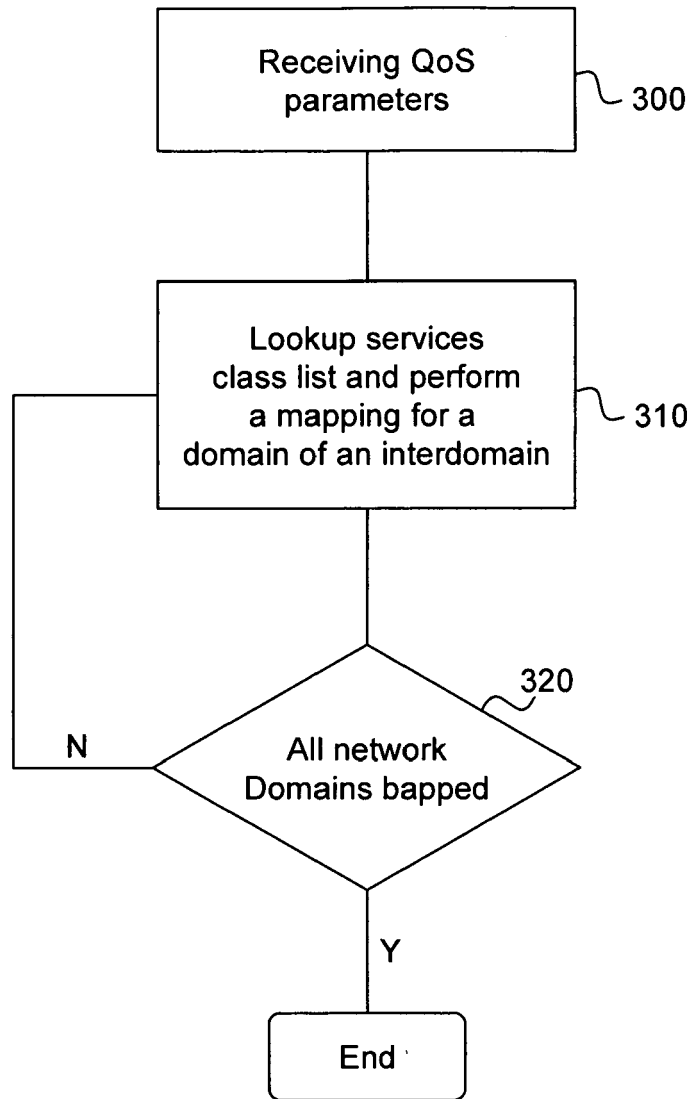 Receiving QoS
parameters
300
Lookup services
class list and perform
a mapping for a
domain of an interdomain
310
320
All network
Domains bapped
N
Y
End